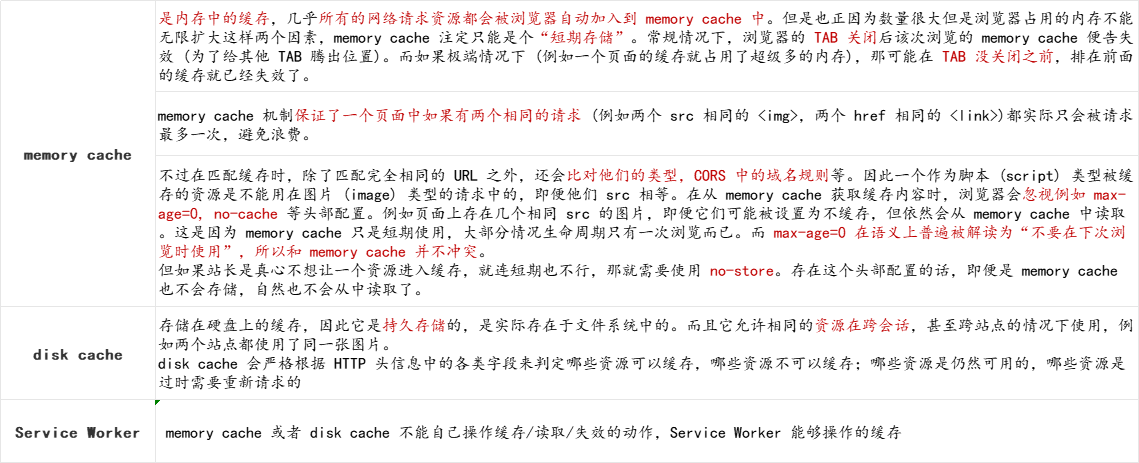 是内存中的缓存，几乎所有的网络请求资源都会被浏览器自动加入到 memory cache 中。但是也正因为数量很大但是浏览器占用的内存不能
无限扩大这样两个因素，memory cache 注定只能是个“短期存储”。常规情况下，浏览器的 TAB 关闭后该次浏览的 memory cache 便告失
效 (为了给其他 TAB 腾出位置)。而如果极端情况下 (例如一个页面的缓存就占用了超级多的内存)，那可能在 TAB 没关闭之前，排在前面
的缓存就已经失效了。
memory cache
memory cache 机制保证了一个页面中如果有两个相同的请求 (例如两个 src 相同的 <img>，两个 href 相同的 <link>)都实际只会被请求
最多一次，避免浪费。
不过在匹配缓存时，除了匹配完全相同的 URL 之外，还会比对他们的类型，CORS 中的域名规则等。因此一个作为脚本 (script) 类型被缓
存的资源是不能用在图片 (image) 类型的请求中的，即便他们 src 相等。在从 memory cache 获取缓存内容时，浏览器会忽视例如 max-
age=0, no-cache 等头部配置。例如页面上存在几个相同 src 的图片，即便它们可能被设置为不缓存，但依然会从 memory cache 中读取
。这是因为 memory cache 只是短期使用，大部分情况生命周期只有一次浏览而已。而 max-age=0 在语义上普遍被解读为“不要在下次浏
览时使用”，所以和 memory cache 并不冲突。
但如果站长是真心不想让一个资源进入缓存，就连短期也不行，那就需要使用 no-store。存在这个头部配置的话，即便是 memory cache
也不会存储，自然也不会从中读取了。
disk cache
存储在硬盘上的缓存，因此它是持久存储的，是实际存在于文件系统中的。而且它允许相同的资源在跨会话，甚至跨站点的情况下使用，例
如两个站点都使用了同一张图片。
disk cache 会严格根据 HTTP 头信息中的各类字段来判定哪些资源可以缓存，哪些资源不可以缓存；哪些资源是仍然可用的，哪些资源是
过时需要重新请求的
Service Worker
memory cache 或者 disk cache 不能自己操作缓存/读取/失效的动作，Service Worker 能够操作的缓存